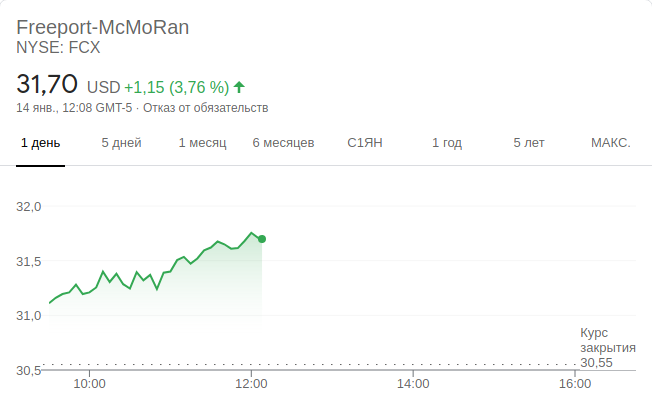 Freeport-McMoRan
NYSE: FCX
31,70 USD +1,15 (3,76 %)
14 янв., 12:08 GMT-5 · Отказ от обязательств
1 день 5 дней 1 месяц 6 месяцев С1ЯН 1 год 5 лет МАКС.
32,0
31,5
31,0
Курс
закрытия
30,55
30,5
10:00 12:00 14:00 16:00